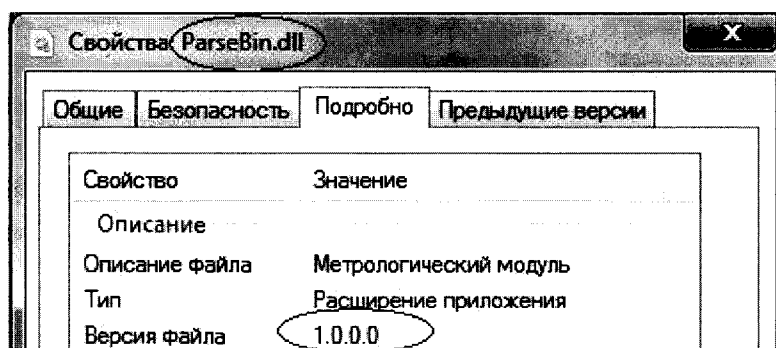 Свойства: ParseBin.dll
X
Общие Безопасность Подробно Предыдущие версии
Свойство Значение
Описание
Описание файла Метрологический модуль
Тип Расширение приложения
Версия файла 1.0.0.0